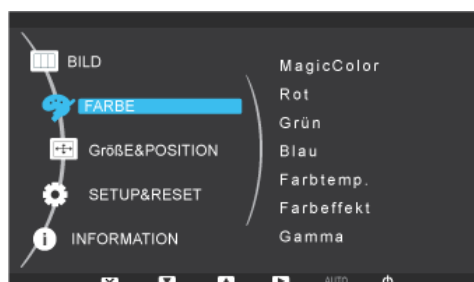 BILD
FARBE
GrößE&POSITION
SETUP&RESET
INFORMATION
MagicColor
Rot
Grün
Blau
Farbtemp.
Farbeffekt
Gamma
AUTO